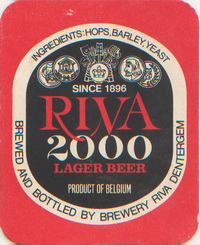 INGREDIENTS:HOPS,BARLEY,YEAST
SINCE 1896
RIVA
2000
LAGER BEER
PRODUCT OF BELGIUM
BREWED AND BOTTLED BY BREWERY RIVA DENTERGEM